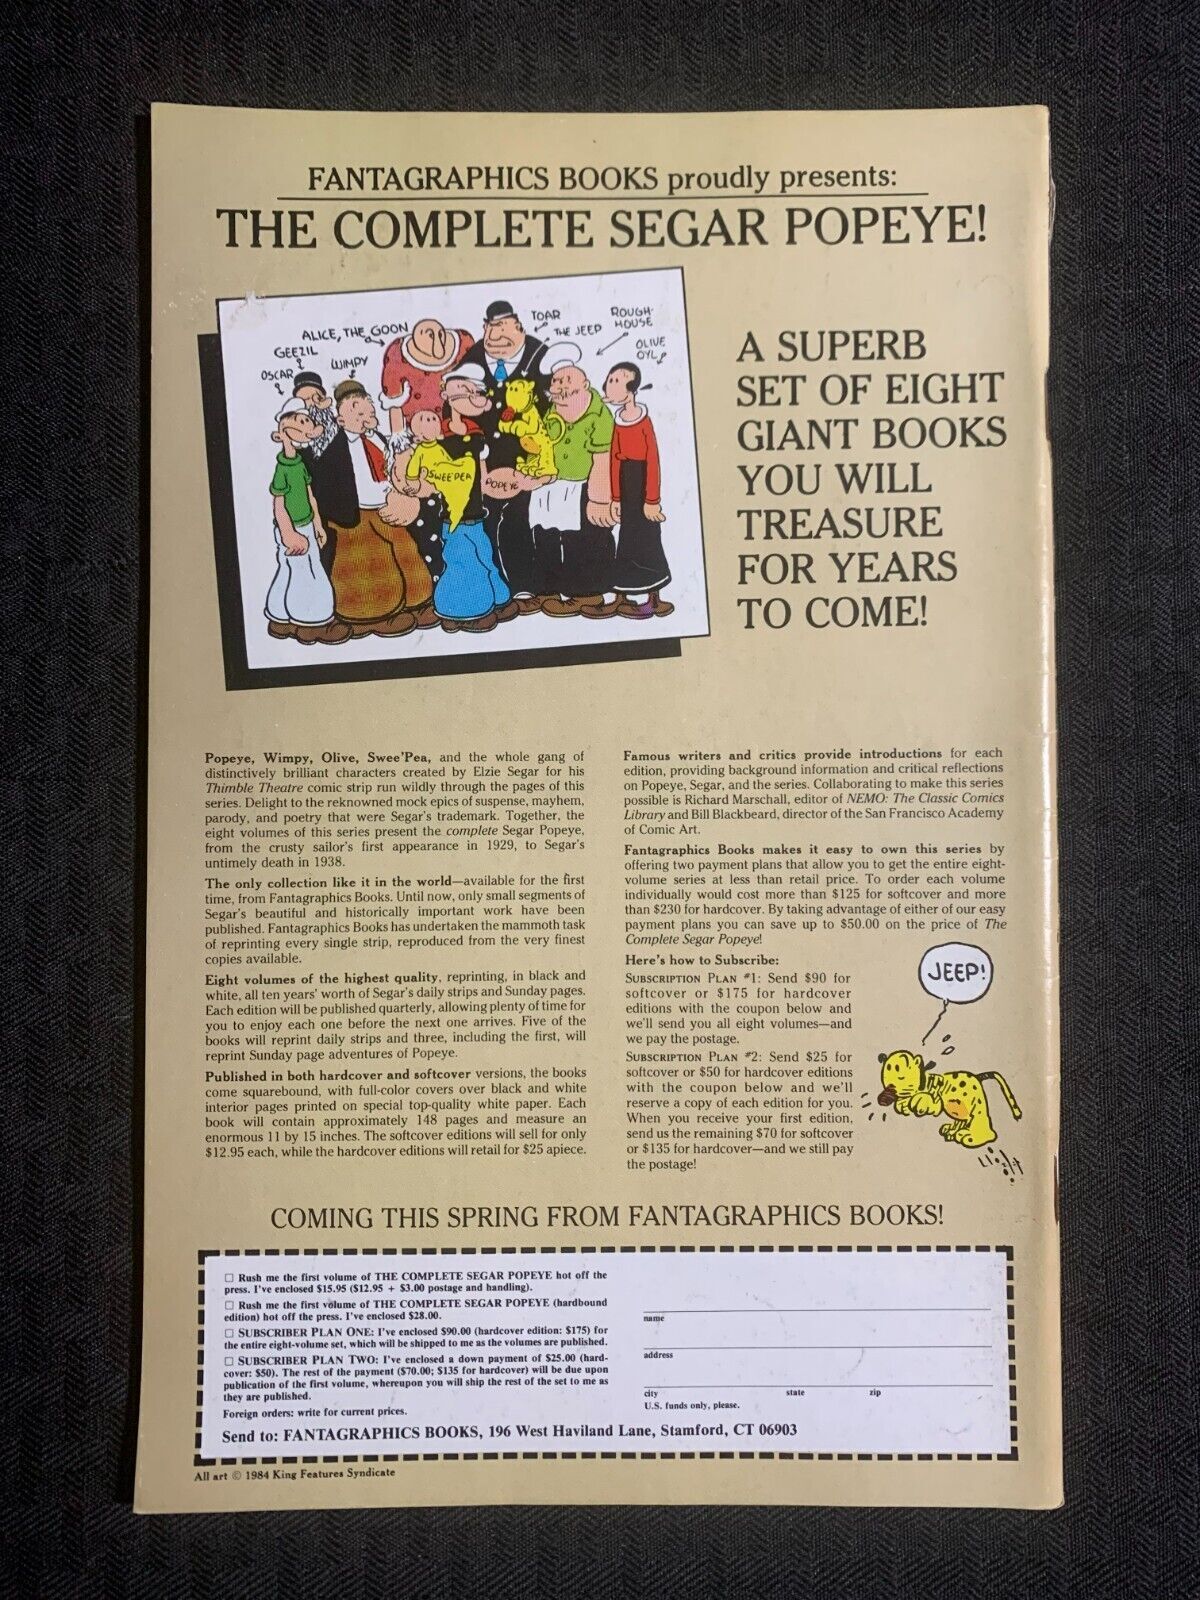 FANTAGRAPHICS BOOKS proudly presents:
THE COMPLETE SEGAR POPEYE!
ALICE, THE GOON
GEEZIL
OSCAR
WIMPY
TOAR
THE JEEP
ROUGH-
HOUSE
OLIVE
OYL
SWEE'PEA
POPEYE
A SUPERB
SET OF EIGHT
GIANT BOOKS
YOU WILL
TREASURE
FOR YEARS
TO COME!
Popeye, Wimpy, Olive, Swee'Pea, and the whole gang of
distinctively brilliant characters created by Elzie Segar for his
Thimble Theatre comic strip run wildly through the pages of this
series. Delight to the reknowned mock epics of suspense, mayhem,
parody, and poetry that were Segar's trademark. Together, the
eight volumes of this series present the complete Segar Popeye,
from the crusty sailor's first appearance in 1929, to Segar's
untimely death in 1938.
The only collection like it in the world—available for the first
time, from Fantagraphics Books. Until now, only small segments of
Segar's beautiful and historically important work have been
published. Fantagraphics Books has undertaken the mammoth task
of reprinting every single strip, reproduced from the very finest
copies available.
Eight volumes of the highest quality, reprinting, in black and
white, all ten years' worth of Segar's daily strips and Sunday pages.
Each edition will be published quarterly, allowing plenty of time for
you to enjoy each one before the next one arrives. Five of the
books will reprint daily strips and three, including the first, will
reprint Sunday page adventures of Popeye.
Published in both hardcover and softcover versions, the books
come squarebound, with full-color covers over black and white
interior pages printed on special top-quality white paper. Each
book will contain approximately 148 pages and measure an
enormous 11 by 15 inches. The softcover editions will sell for only
$12.95 each, while the hardcover editions will retail for $25 apiece.
Famous writers and critics provide introductions for each
edition, providing background information and critical reflections
on Popeye, Segar, and the series. Collaborating to make this series
possible is Richard Marschall, editor of NEMO: The Classic Comics
Library and Bill Blackbeard, director of the San Francisco Academy
of Comic Art.
Fantagraphics Books makes it easy to own this series by
offering two payment plans that allow you to get the entire eight-
volume series at less than retail price. To order each volume
individually would cost more than $125 for softcover and more
than $230 for hardcover. By taking advantage of either of our easy
payment plans you can save up to $50.00 on the price of The
Complete Segar Popeye!
Here's how to Subscribe:
SUBSCRIPTION PLAN #1: Send $90 for
softcover or $175 for hardcover
editions with the coupon below and
we'll send you all eight volumes—and
we pay the postage.
SUBSCRIPTION PLAN #2: Send $25 for
softcover or $50 for hardcover editions
with the coupon below and we'll
reserve a copy of each edition for you.
When you receive your first edition,
send us the remaining $70 for softcover
or $135 for hardcover—and we still pay
the postage!
JEEP!
COMING THIS SPRING FROM FANTAGRAPHICS BOOKS!
☐ Rush me the first volume of THE COMPLETE SEGAR POPEYE hot off the
press. I've enclosed $15.95 ($12.95 + $3.00 postage and handling).
☐ Rush me the first volume of THE COMPLETE SEGAR POPEYE (hardbound
edition) hot off the press. I've enclosed $28.00.
☐ SUBSCRIBER PLAN ONE: I've enclosed $90.00 (hardcover edition: $175) for
the entire eight-volume set, which will be shipped to me as the volumes are published.
☐ SUBSCRIBER PLAN TWO: I've enclosed a down payment of $25.00 (hard-
cover: $50). The rest of the payment ($70.00; $135 for hardcover) will be due upon
publication of the first volume, whereupon you will ship the rest of the set to me as
they are published.
Foreign orders: write for current prices.
name
address
city state zip
U.S. funds only, please.
Send to: FANTAGRAPHICS BOOKS, 196 West Haviland Lane, Stamford, CT 06903
All art © 1984 King Features Syndicate